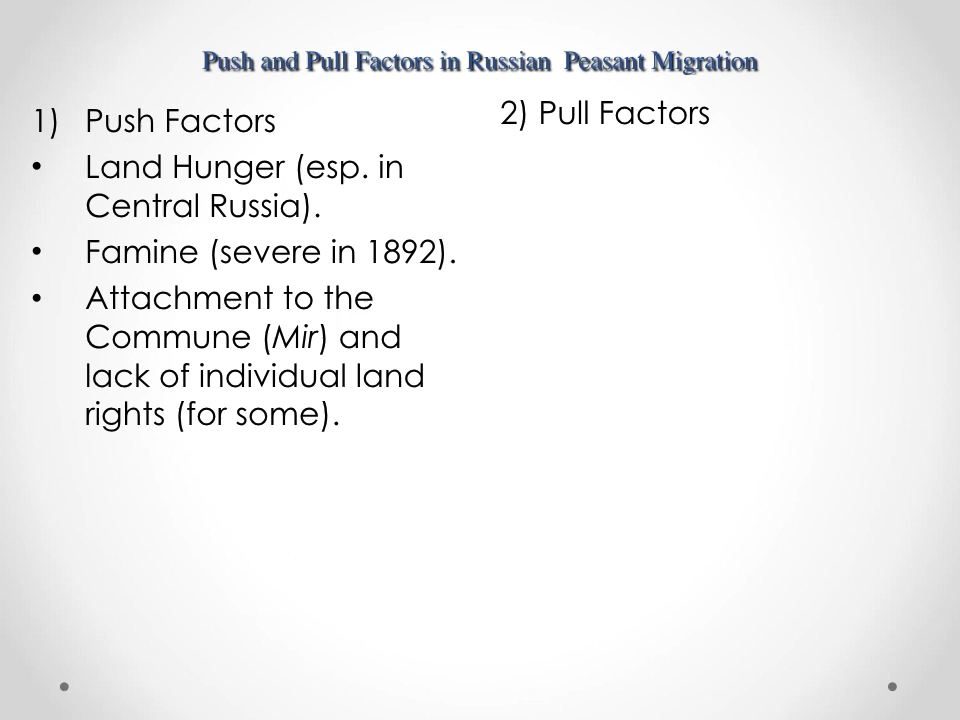 Push and Pull Factors in Russian  Peasant Migration
1) Push Factors
• Land Hunger (esp. in
Central Russia).
• Famine (severe in 1892).
• Attachment to the
Commune (Mir) and
lack of individual land
rights (for some).
2) Pull Factors